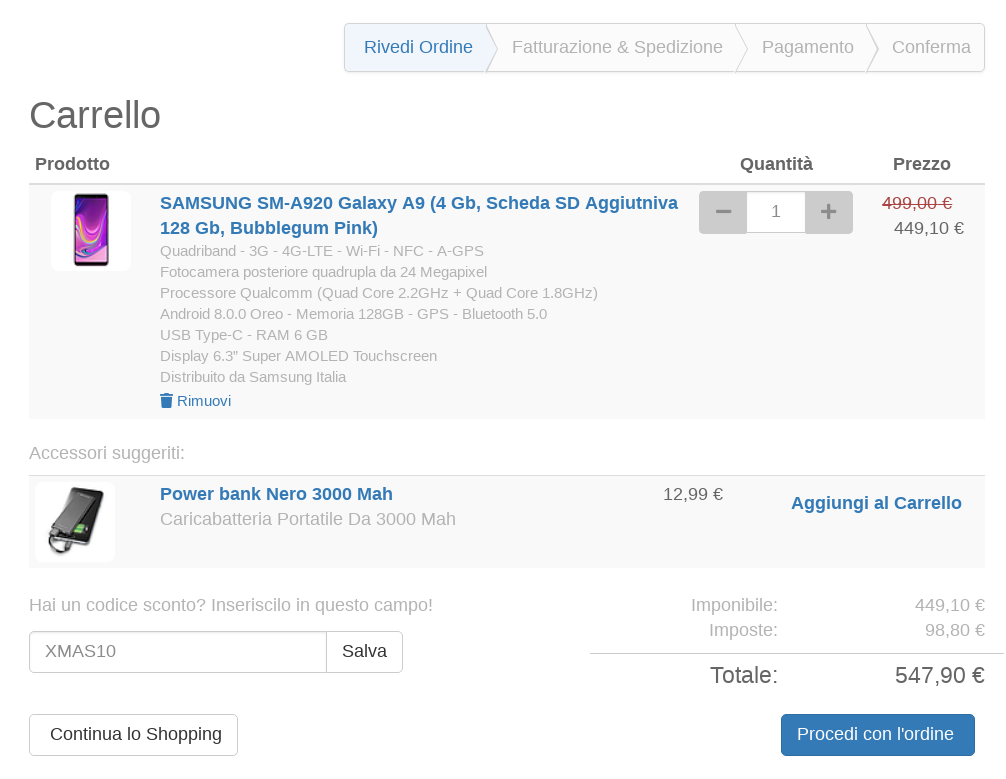 Rivedi Ordine Fatturazione & Spedizione Pagamento Conferma
Carrello
Prodotto Quantità Prezzo
SAMSUNG SM-A920 Galaxy A9 (4 Gb, Scheda SD Aggiutniva 1 499,00 €
128 Gb, Bubblegum Pink) 449,10 €
Quadriband - 3G - 4G-LTE - Wi-Fi - NFC - A-GPS
Fotocamera posteriore quadrupla da 24 Megapixel
Processore Qualcomm (Quad Core 2.2GHz + Quad Core 1.8GHz)
Android 8.0.0 Oreo - Memoria 128GB - GPS - Bluetooth 5.0
USB Type-C - RAM 6 GB
Display 6.3” Super AMOLED Touchscreen
Distribuito da Samsung Italia
Rimuovi
Accessori suggeriti:
Power bank Nero 3000 Mah 12,99 € Aggiungi al Carrello
Caricabatteria Portatile Da 3000 Mah
Hai un codice sconto? Inseriscilo in questo campo! Imponibile: 449,10 €
Imposte: 98,80 €
XMAS10 Salva
Totale: 547,90 €
Continua lo Shopping Procedi con l'ordine